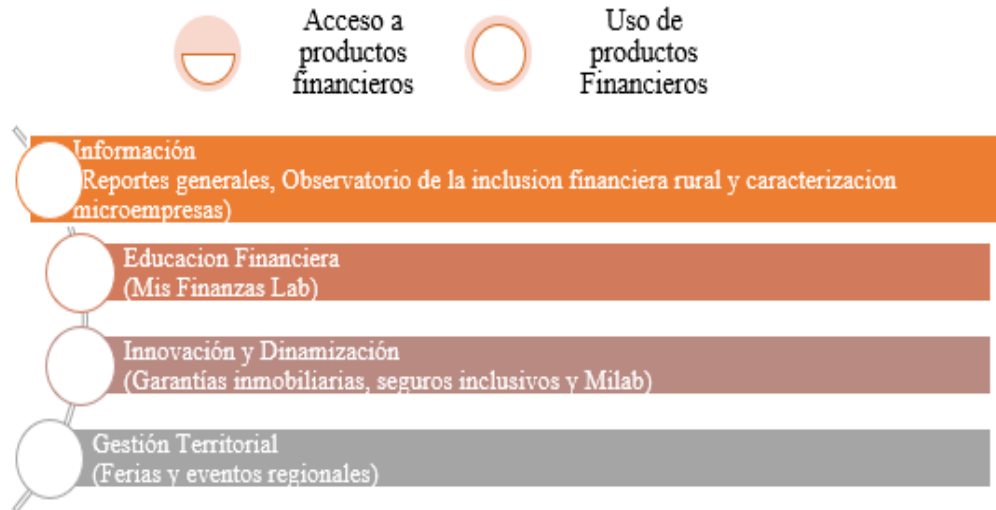 Acceso a
productos
financieros
Uso de
productos
Financieros
Información
(Reportes generales, Observatorio de la inclusion financiera rural y caracterizacion
microempresas)
Educacion Financiera
(Mis Finanzas Lab)
Innovación y Dinamización
(Garantías inmobiliarias, seguros inclusivos y Milab)
Gestión Territorial
(Ferias y eventos regionales)